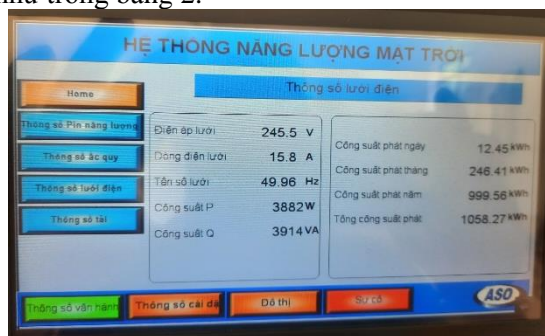 như trong bảng 2.
HỆ THỐNG NĂNG LƯỢNG MẶT TRỜI
Thông số lưới điện
Home
Thông số Pin năng lượng
Thông số ắc quy
Thông số lưới điện
Thông số tải
Điện áp lưới 245.5 V
Dòng điện lưới 15.8 A
Tên số lưới 49.96 Hz
Công suất P 3882 W
Công suất Q 3914 VA
Công suất phát ngày 12.45 kWh
Công suất phát tháng 246.41 kWh
Công suất phát năm 999.56 kWh
Tổng công suất phát 1058.27 kWh
Thông số vận hành
Thông số cài đặ
Đồ thị
Sự cố
ASO